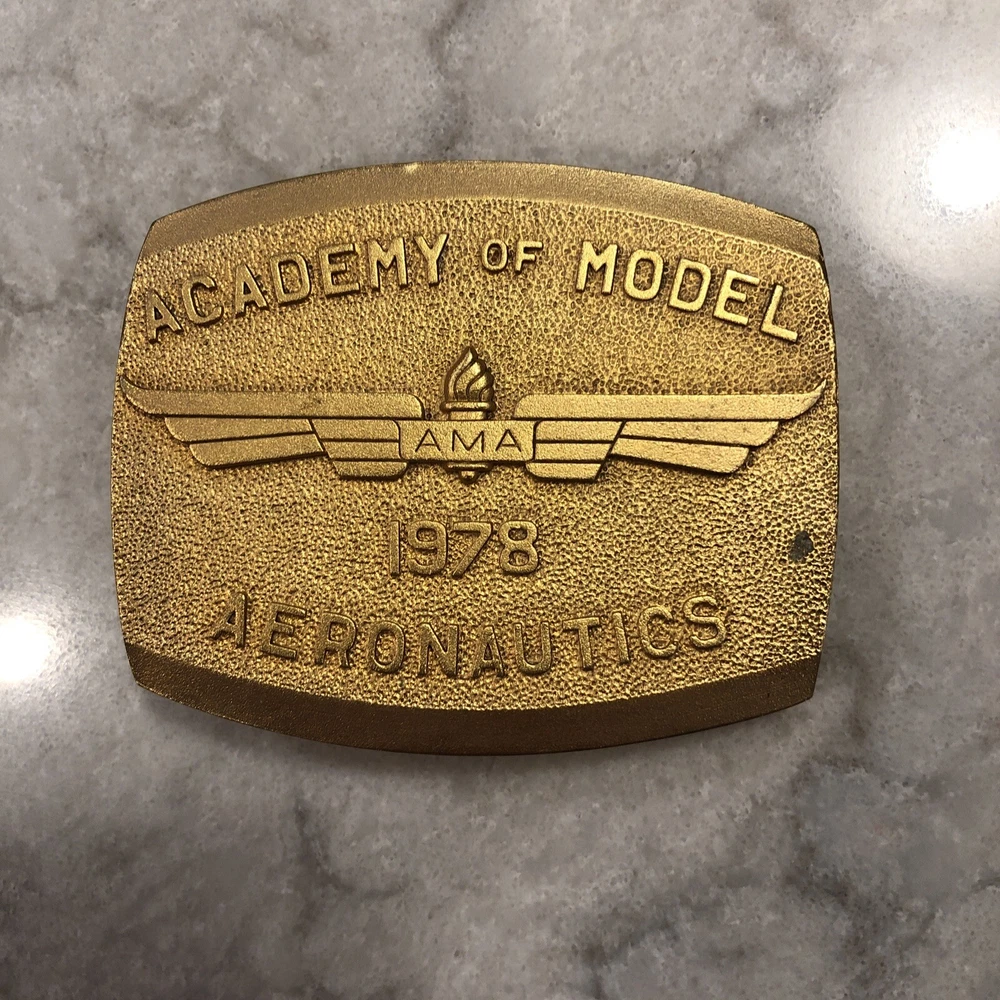 ACADEMY OF MODEL
AMA
1978
AERONAUTICS